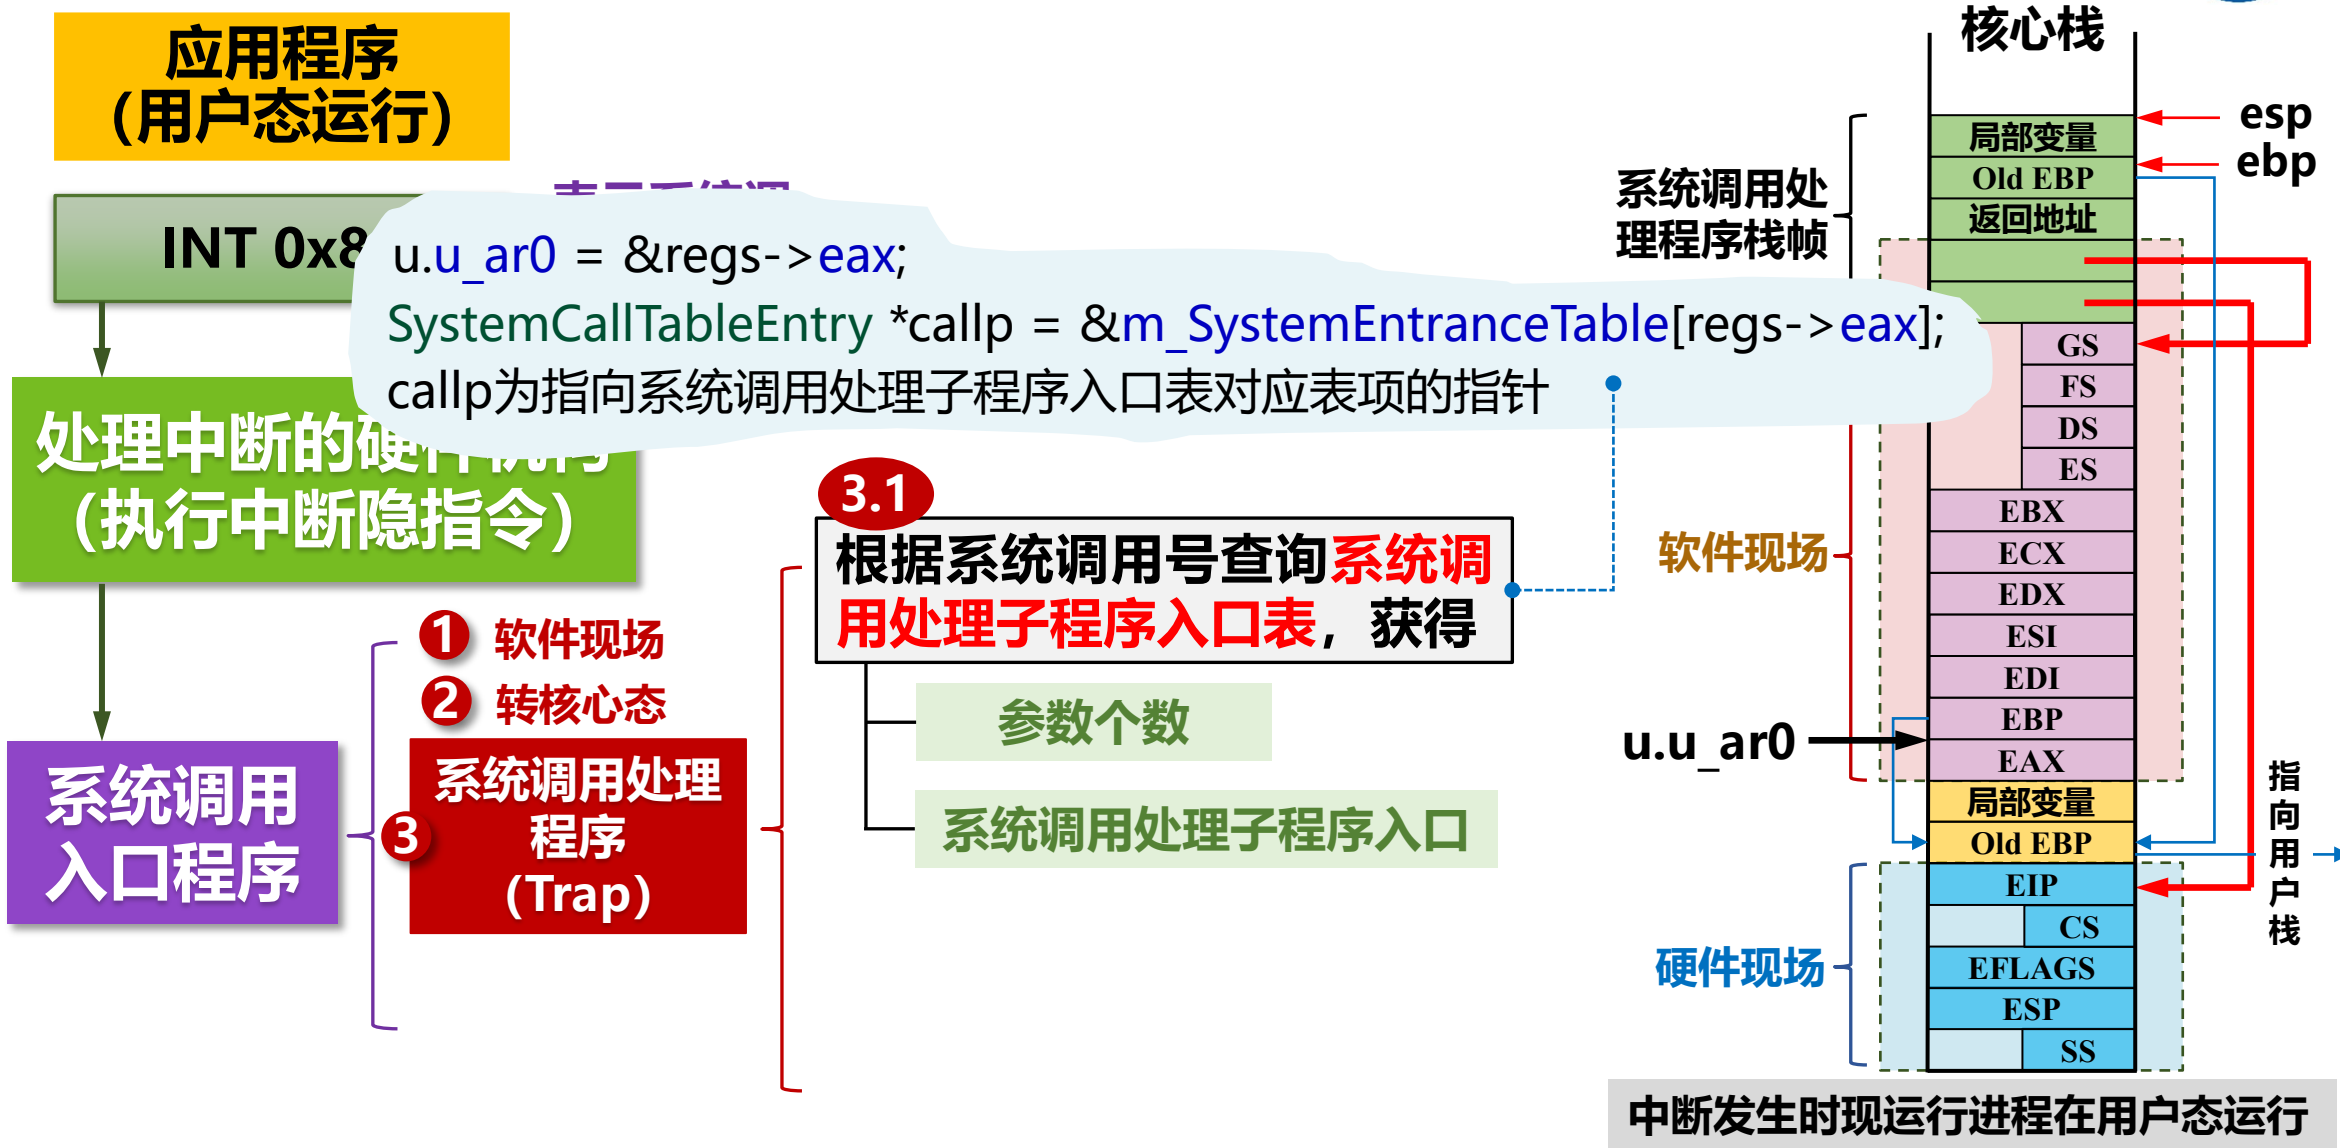 应用程序
（用户态运行）
INT 0x8
u.u_ar0 = &regs->eax;
SystemCallTableEntry *callp = &m_SystemEntranceTable[regs->eax];
callp为指向系统调用处理子程序入口表对应表项的指针
处理中断的硬件机构
（执行中断隐指令）
系统调用
入口程序
1 软件现场
2 转核心态
3
系统调用处理
程序
（Trap）
3.1
根据系统调用号查询系统调
用处理子程序入口表，获得
参数个数
系统调用处理子程序入口
核心栈
esp
ebp
系统调用处
理程序栈帧
软件现场
u.u_ar0
硬件现场
局部变量
Old EBP
返回地址
GS
FS
DS
ES
EBX
ECX
EDX
ESI
EDI
EBP
EAX
局部变量
Old EBP
EIP
CS
EFLAGS
ESP
SS
指
向
用
户
栈
中断发生时现运行进程在用户态运行